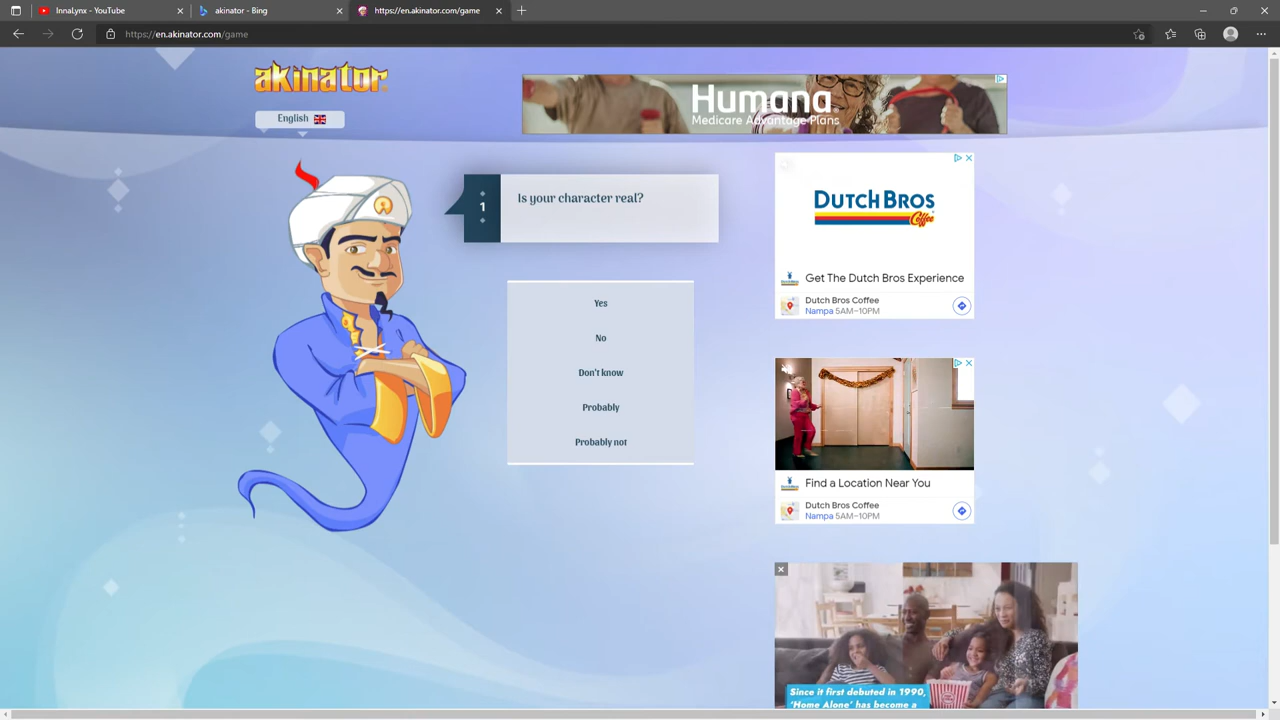 InnaLynx - YouTube
akinator - Bing
https://en.akinator.com/game
https://en.akinator.com/game
akinator
English
Humana
Medicare Advantage Plans
1
Is your character real?
Yes
No
Don't know
Probably
Probably not
DUTCH BROS
Coffee
Get The Dutch Bros Experience
Dutch Bros Coffee
Nampa 5AM–10PM
Find a Location Near You
Dutch Bros Coffee
Nampa 5AM–10PM
Since it first debuted in 1990,
'Home Alone' has become a